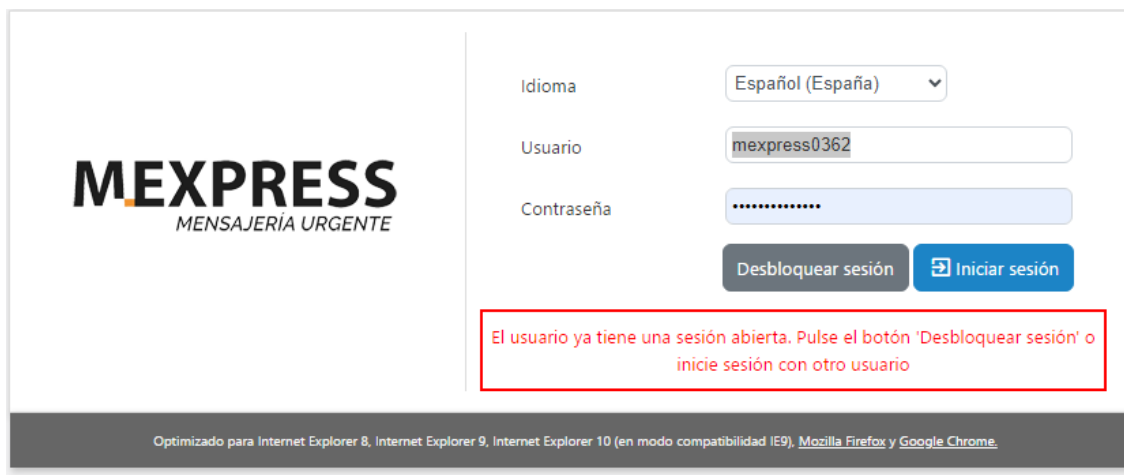 Idioma
Español (España)
Usuario
mexpress0362
Contraseña
••••••••••••••
Desbloquear sesión
Iniciar sesión
M.EXPRESS
MENSAJERÍA URGENTE
El usuario ya tiene una sesión abierta. Pulse el botón 'Desbloquear sesión' o
inicie sesión con otro usuario
Optimizado para Internet Explorer 8, Internet Explorer 9, Internet Explorer 10 (en modo compatibilidad IE9), Mozilla Firefox y Google Chrome.